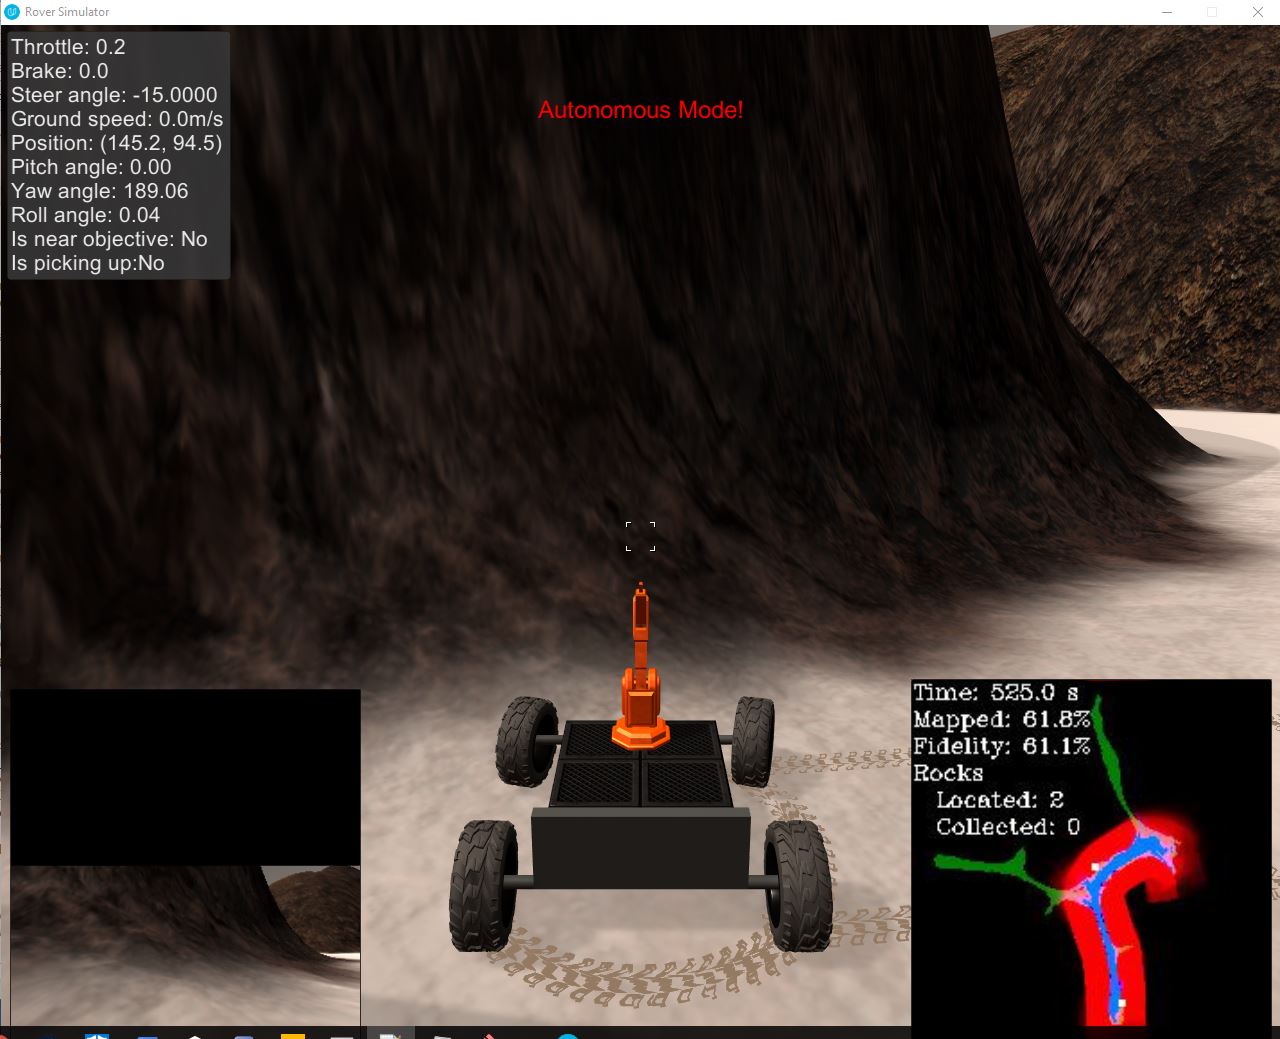 Rover Simulator
Throttle: 0.2
Brake: 0.0
Steer angle: -15.0000
Ground speed: 0.0m/s
Position: (145.2, 94.5)
Pitch angle: 0.00
Yaw angle: 189.06
Roll angle: 0.04
Is near objective: No
Is picking up:No
Autonomous Mode!
Time: 525.0 s
Mapped: 61.8%
Fidelity: 61.1%
Rocks
Located: 2
Collected: 0